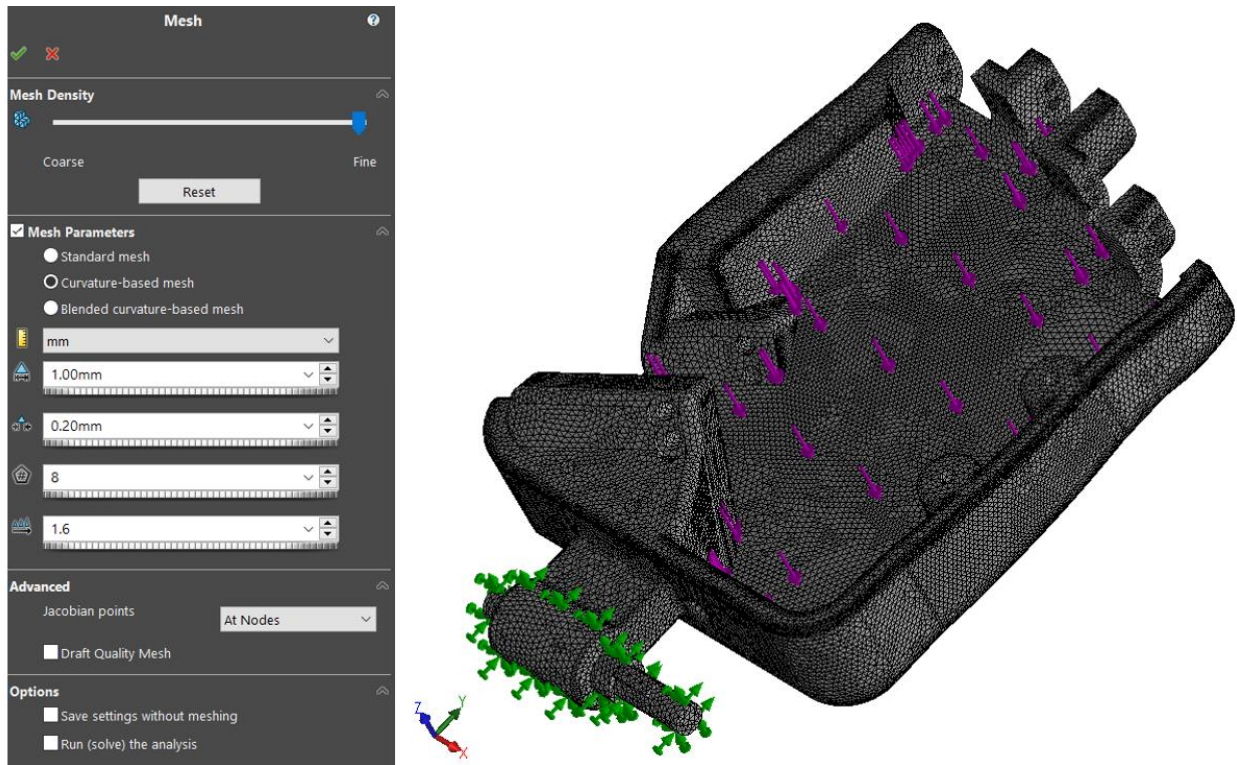 Mesh
?
Mesh Density
Coarse Fine
Reset
Mesh Parameters
Standard mesh
Curvature-based mesh
Blended curvature-based mesh
mm
1.00mm
0.20mm
8
1.6
Advanced
Jacobian points At Nodes
Draft Quality Mesh
Options
Save settings without meshing
Run (solve) the analysis
Z Y
X